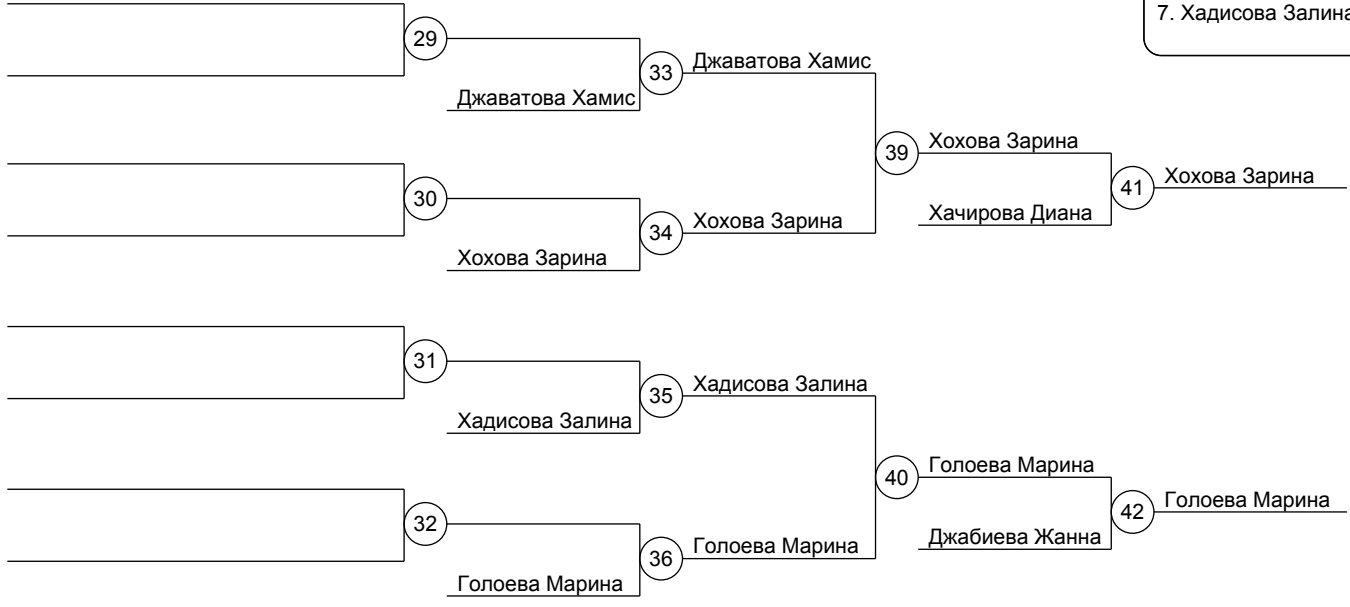 7. Хадисова Залина
29
33
Джаватова Хамис
Джаватова Хамис
39
Хохова Зарина
30
41
Хохова Зарина
Хачирова Диана
34
Хохова Зарина
Хохова Зарина
31
35
Хадисова Залина
Хадисова Залина
40
Голоева Марина
32
42
Голоева Марина
Джабиева Жанна
36
Голоева Марина
Голоева Марина